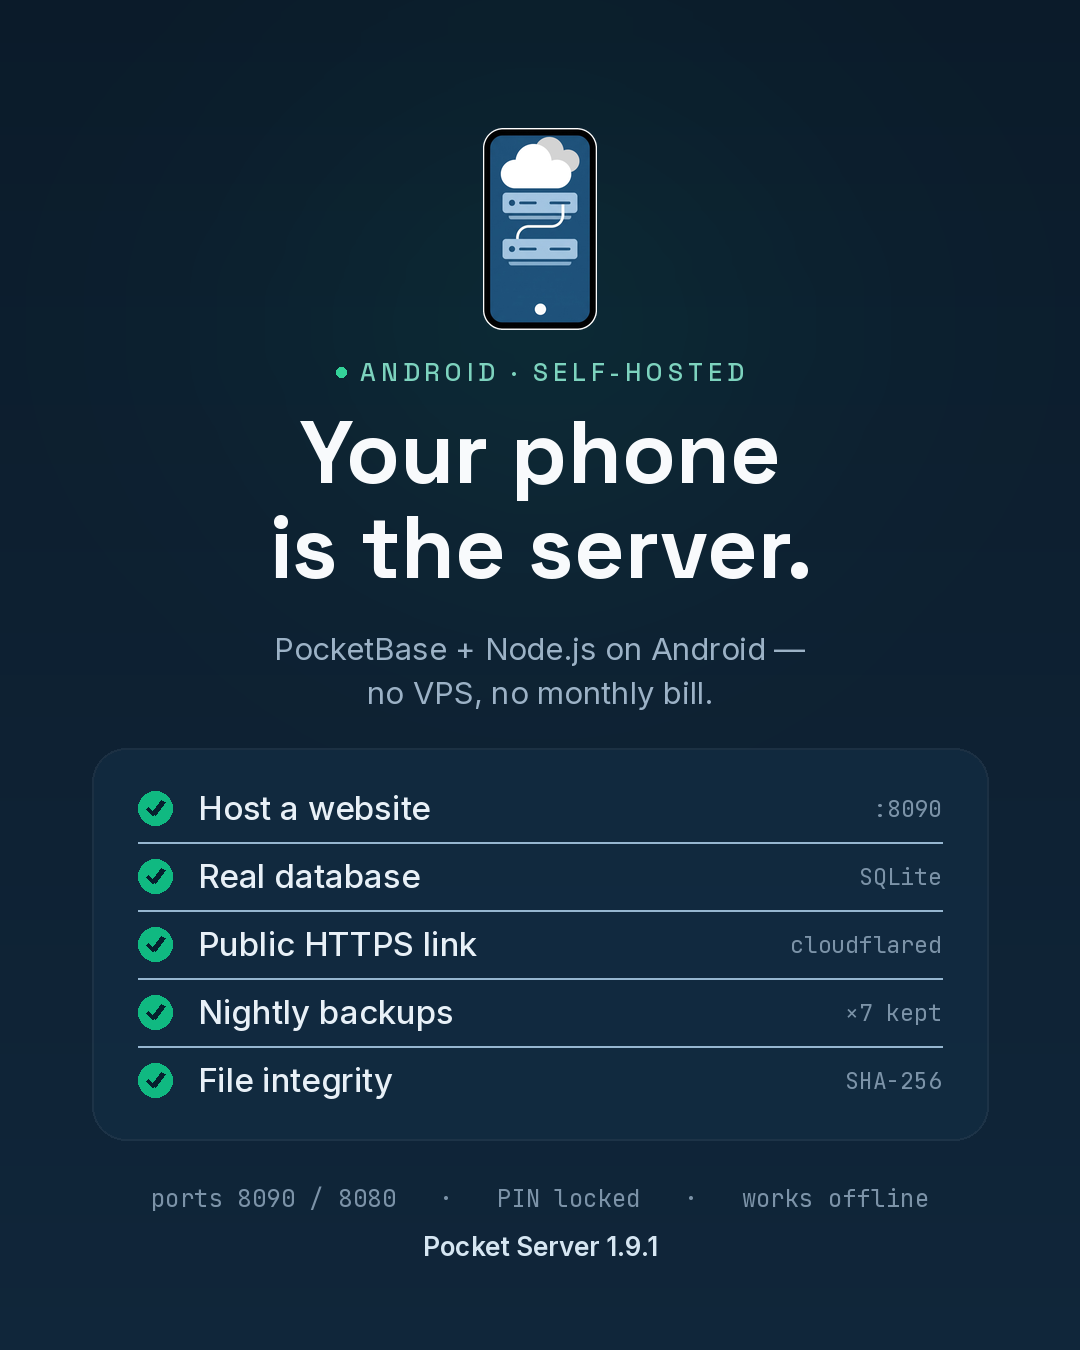 ANDROID · SELF-HOSTED
Your phone
is the server.
PocketBase + Node.js on Android —
no VPS, no monthly bill.
Host a website :8090
Real database SQLite
Public HTTPS link cloudflared
Nightly backups ×7 kept
File integrity SHA-256
ports 8090 / 8080 · PIN locked · works offline
Pocket Server 1.9.1